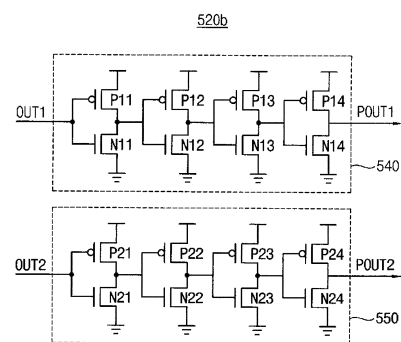 520b
OUT1 P11 P12 P13 P14 POUT1
N11 N12 N13 N14
540
P21 P22 P23 P24
OUT2 POUT2
N21 N22 N23 N24
550